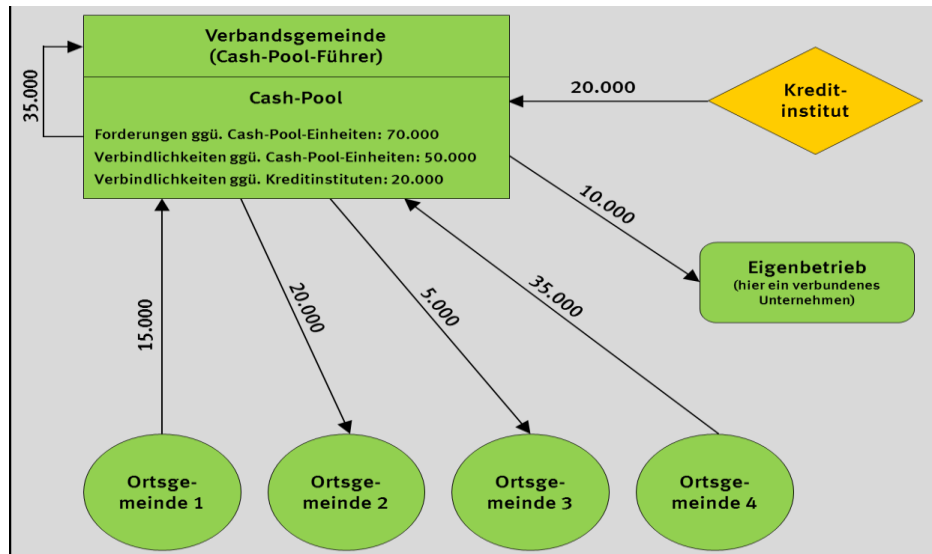 Verbandsgemeinde
(Cash-Pool-Führer)
Cash-Pool
Forderungen ggü. Cash-Pool-Einheiten: 70.000
Verbindlichkeiten ggü. Cash-Pool-Einheiten: 50.000
Verbindlichkeiten ggü. Kreditinstituten: 20.000
35.000
20.000
Kredit-
institut
10.000
Eigenbetrieb
(hier ein verbundenes
Unternehmen)
15.000
20.000
5.000
35.000
Ortsge-
meinde 1
Ortsge-
meinde 2
Ortsge-
meinde 3
Ortsge-
meinde 4